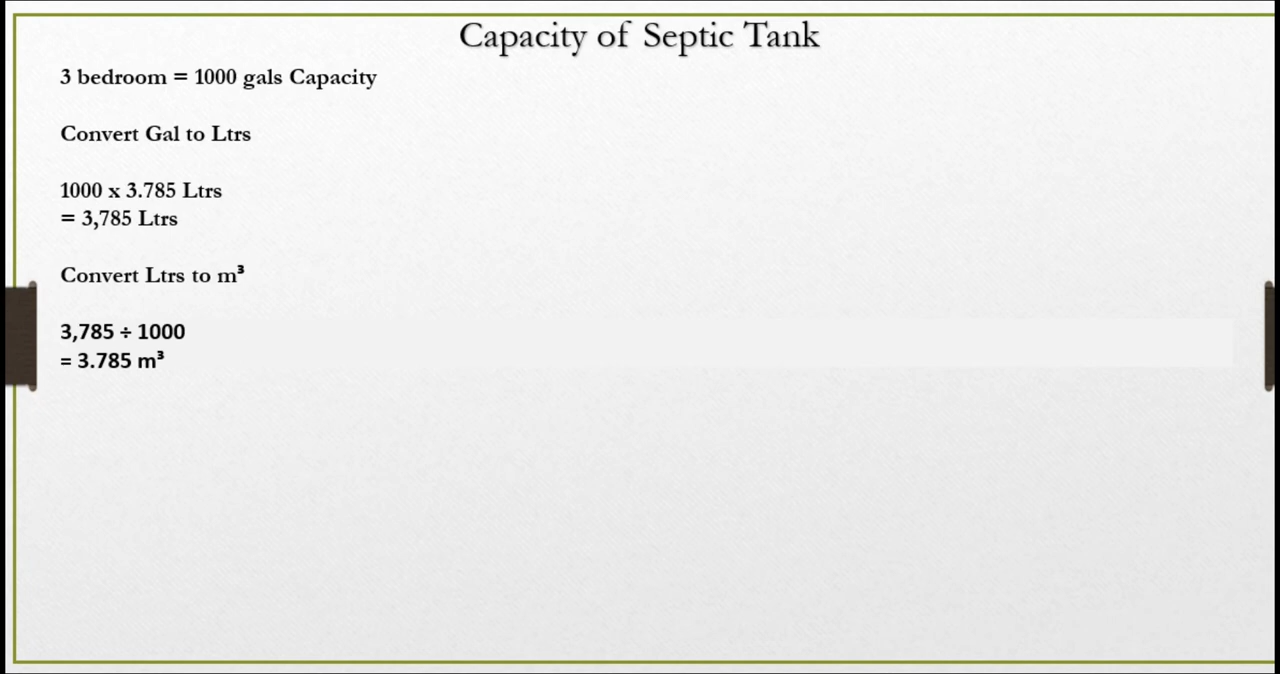 Capacity of Septic Tank
3 bedroom = 1000 gals Capacity
Convert Gal to Ltrs
1000 x 3.785 Ltrs
= 3,785 Ltrs
Convert Ltrs to m³
3,785 ÷ 1000
= 3.785 m³